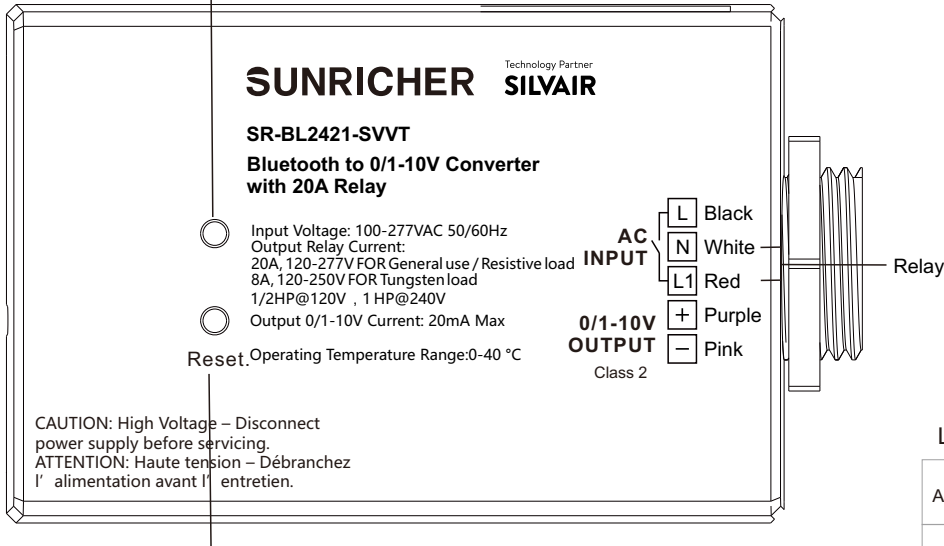 SUNRICHER
Technology Partner
SILVAIR
SR-BL2421-SVVT
Bluetooth to 0/1-10V Converter
with 20A Relay
Input Voltage: 100-277VAC 50/60Hz
Output Relay Current:
20A, 120-277V FOR General use / Resistive load
8A, 120-250V FOR Tungsten load
1/2HP@120V , 1 HP@240V
Output 0/1-10V Current: 20mA Max
Reset.
Operating Temperature Range:0-40 °C
AC
INPUT
L Black
N White
L1 Red
0/1-10V
OUTPUT
Class 2
+ Purple
− Pink
Relay
CAUTION: High Voltage – Disconnect
power supply before servicing.
ATTENTION: Haute tension – Débranchez
l’ alimentation avant l’ entretien.